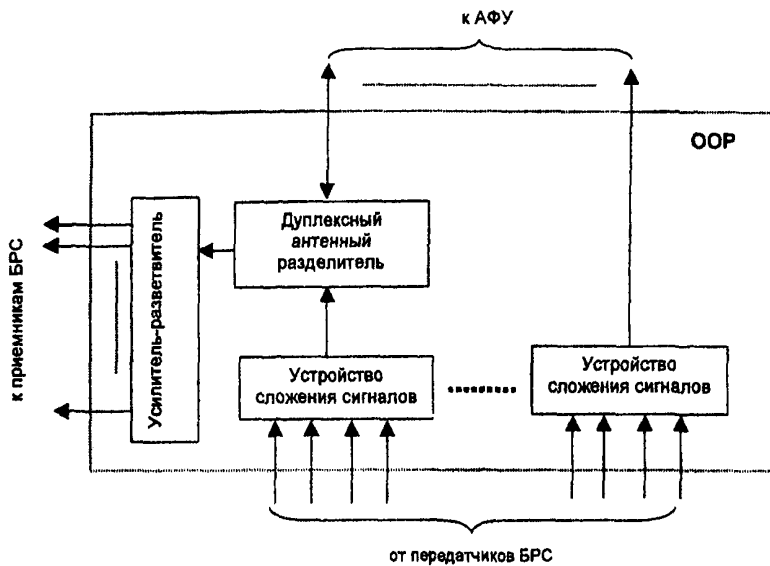 к АФУ
ООР
Дуплексный
антенный
разделитель
Усилитель-разветвитель
к приемникам БРС
Устройство
сложения сигналов
Устройство
сложения сигналов
от передатчиков БРС